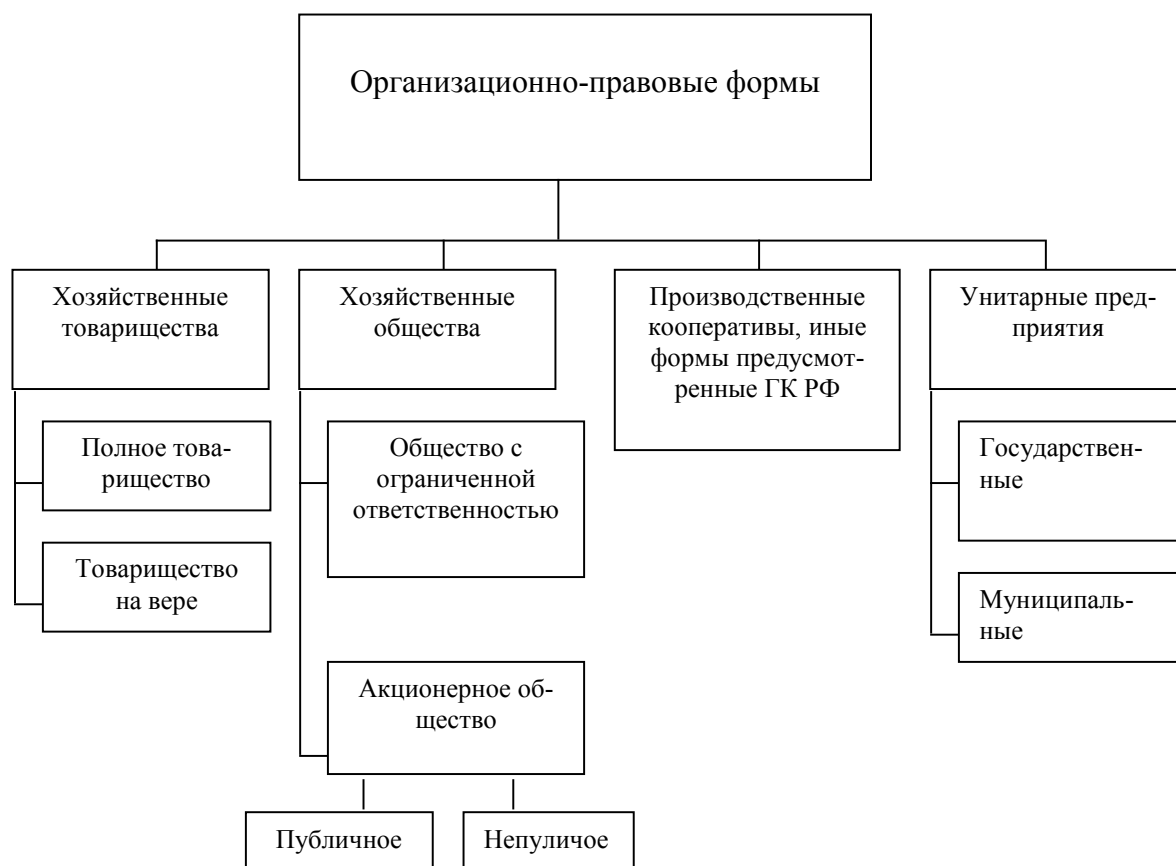 Организационно-правовые формы
Хозяйственные
товарищества
Хозяйственные
общества
Производственные
кооперативы, иные
формы предусмот-
ренные ГК РФ
Унитарные пред-
приятия
Полное това-
рищество
Товарищество
на вере
Общество с
ограниченной
ответственностью
Акционерное об-
щество
Публичное
Непуличое
Государствен-
ные
Муниципаль-
ные